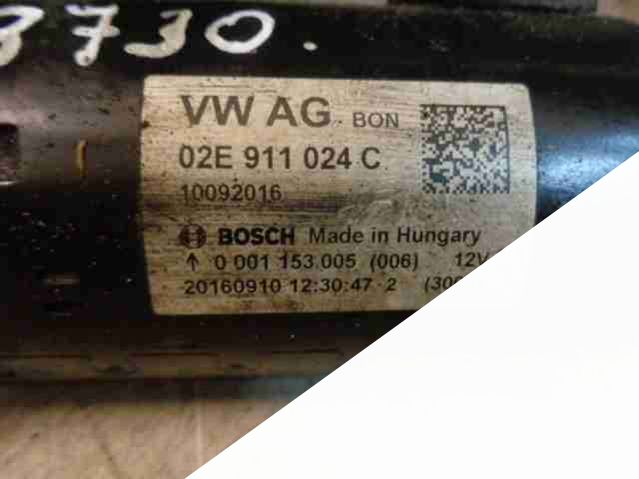 3730.
VW AG BON
02E 911 024 C
10092016
BOSCH Made in Hungary
↑ 0 001 153 005 (006) 12V
20160910 12:30:47 2